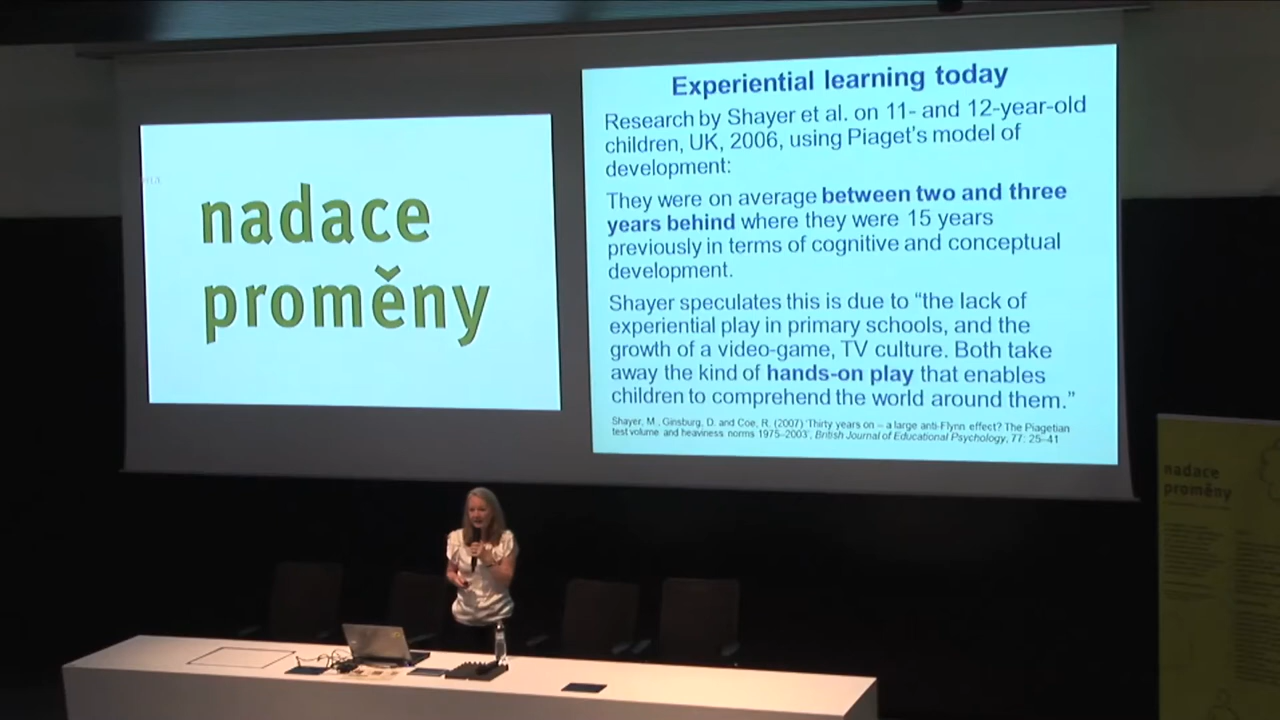 nadace
proměny
Experiential learning today
Research by Shayer et al. on 11- and 12-year-old
children, UK, 2006, using Piaget's model of
development:
They were on average between two and three
years behind where they were 15 years
previously in terms of cognitive and conceptual
development.
Shayer speculates this is due to “the lack of
experiential play in primary schools, and the
growth of a video-game, TV culture. Both take
away the kind of hands-on play that enables
children to comprehend the world around them.”
Shayer, M., Ginsburg, D. and Coe, R. (2007) ‘Thirty years on – a large anti-Flynn effect? The Piagetian
test volume and heaviness norms 1975–2003’, British Journal of Educational Psychology, 77: 25–41
nadace
proměny